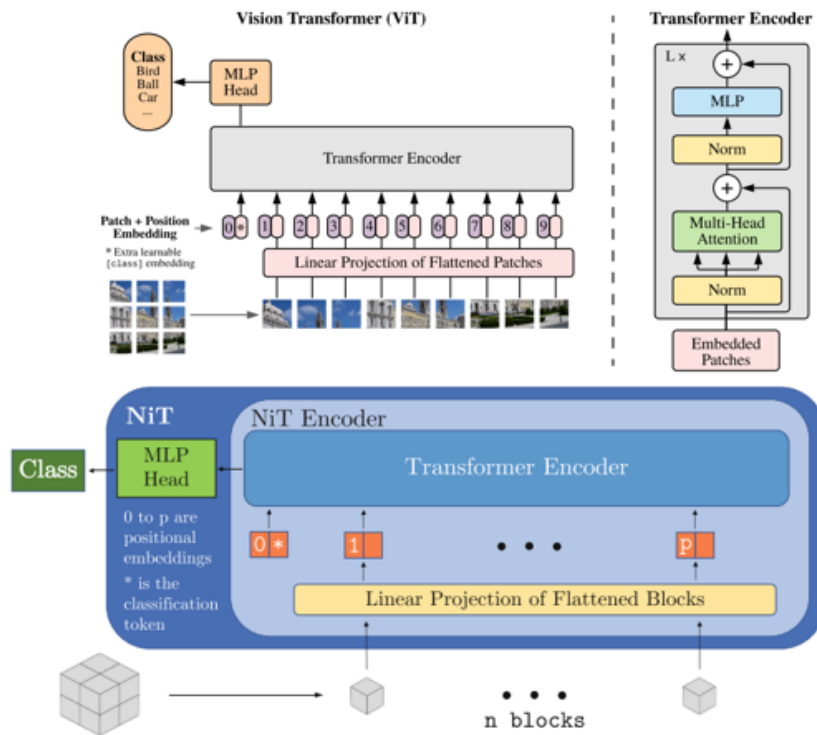 Vision Transformer (ViT)
Transformer Encoder
Class
Bird
Ball
Car
...
MLP
Head
Transformer Encoder
Patch + Position
Embedding
* Extra learnable
[class] embedding
0 * 1 2 3 4 5 6 7 8 9
Linear Projection of Flattened Patches
L ×
+
MLP
Norm
+
Multi-Head
Attention
Norm
Embedded
Patches
NiT
NiT Encoder
Class
MLP
Head
Transformer Encoder
0 to p are
positional
embeddings
* is the
classification
token
0 * 1 • • • p
Linear Projection of Flattened Blocks
• • •
n blocks